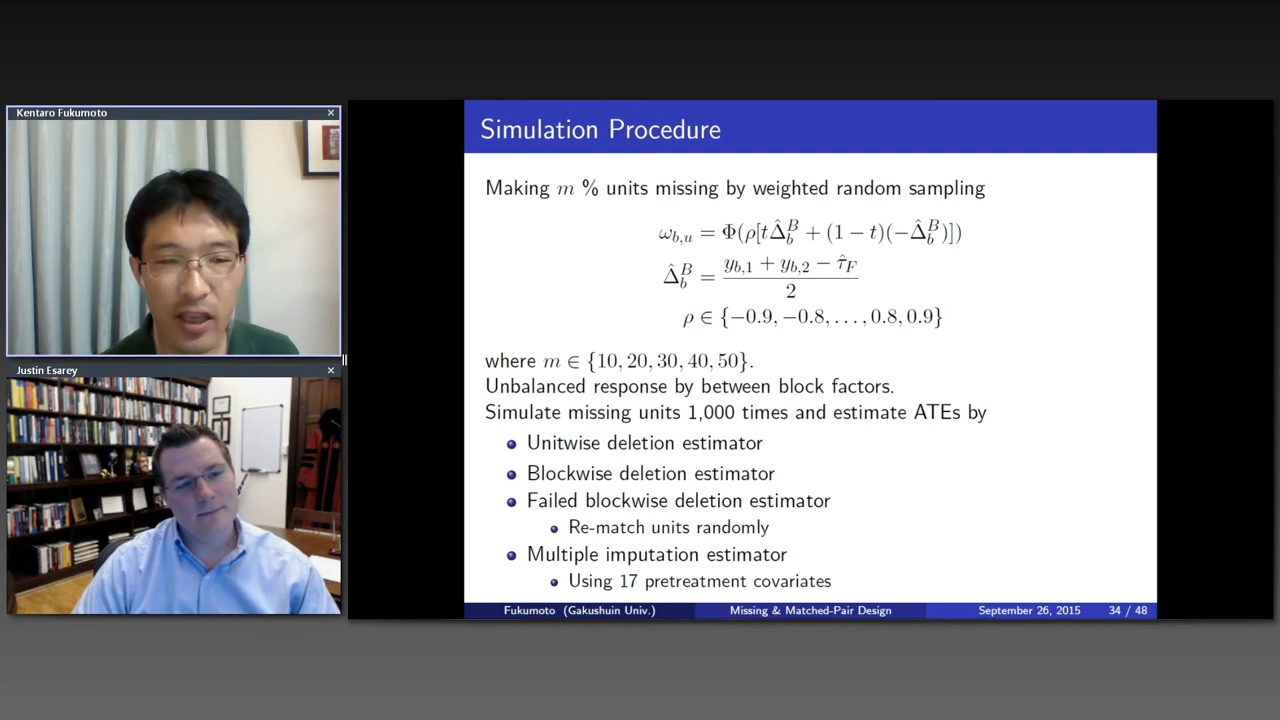 Kentaro Fukumoto
Justin Esarey
Simulation Procedure
Making m % units missing by weighted random sampling
ω_{b,u} = Φ(ρ[tΔ̂_b^B + (1 − t)(−Δ̂_b^B)])
Δ̂_b^B = (y_{b,1} + y_{b,2} − τ̂_F) / 2
ρ ∈ {−0.9, −0.8, . . . , 0.8, 0.9}
where m ∈ {10, 20, 30, 40, 50}.
Unbalanced response by between block factors.
Simulate missing units 1,000 times and estimate ATEs by
Unitwise deletion estimator
Blockwise deletion estimator
Failed blockwise deletion estimator
Re-match units randomly
Multiple imputation estimator
Using 17 pretreatment covariates
Fukumoto (Gakushuin Univ.) Missing & Matched-Pair Design September 26, 2015 34 / 48